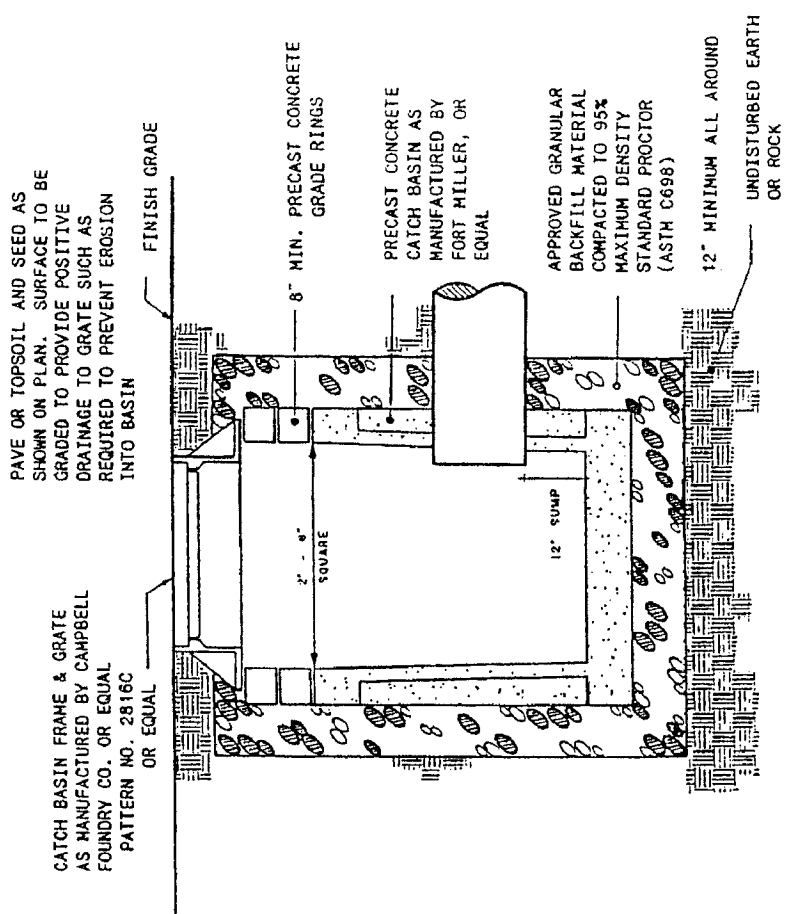 PAVE OR TOPSOIL AND SEED AS
SHOWN ON PLAN. SURFACE TO BE
GRADED TO PROVIDE POSITIVE
DRAINAGE TO GRATE SUCH AS
REQUIRED TO PREVENT EROSION
INTO BASIN
FINISH GRADE
CATCH BASIN FRAME & GRATE
AS MANUFACTURED BY CAMPBELL
FOUNDRY CO. OR EQUAL
PATTERN NO. 2816C
OR EQUAL
8" MIN. PRECAST CONCRETE
GRADE RINGS
PRECAST CONCRETE
CATCH BASIN AS
MANUFACTURED BY
FORT MILLER, OR
EQUAL
2" - 8"
SQUARE
12" SUMP
APPROVED GRANULAR
BACKFILL MATERIAL
COMPACTED TO 95%
MAXIMUM DENSITY
STANDARD PROCTOR
(ASTM C698)
12" MINIMUM ALL AROUND
UNDISTURBED EARTH
OR ROCK